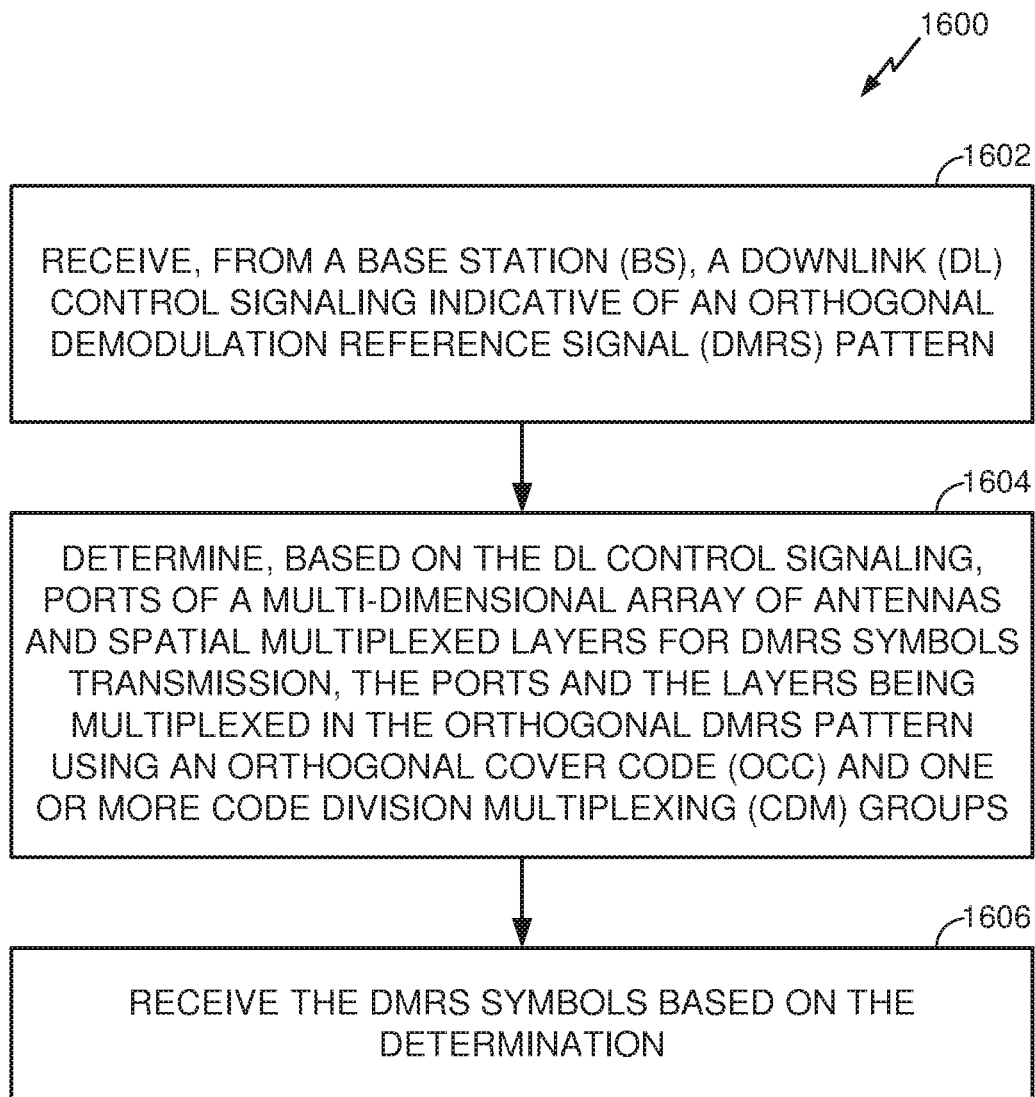 1600
1602
RECEIVE, FROM A BASE STATION (BS), A DOWNLINK (DL)
CONTROL SIGNALING INDICATIVE OF AN ORTHOGONAL
DEMODULATION REFERENCE SIGNAL (DMRS) PATTERN
1604
DETERMINE, BASED ON THE DL CONTROL SIGNALING,
PORTS OF A MULTI-DIMENSIONAL ARRAY OF ANTENNAS
AND SPATIAL MULTIPLEXED LAYERS FOR DMRS SYMBOLS
TRANSMISSION, THE PORTS AND THE LAYERS BEING
MULTIPLEXED IN THE ORTHOGONAL DMRS PATTERN
USING AN ORTHOGONAL COVER CODE (OCC) AND ONE
OR MORE CODE DIVISION MULTIPLEXING (CDM) GROUPS
1606
RECEIVE THE DMRS SYMBOLS BASED ON THE
DETERMINATION